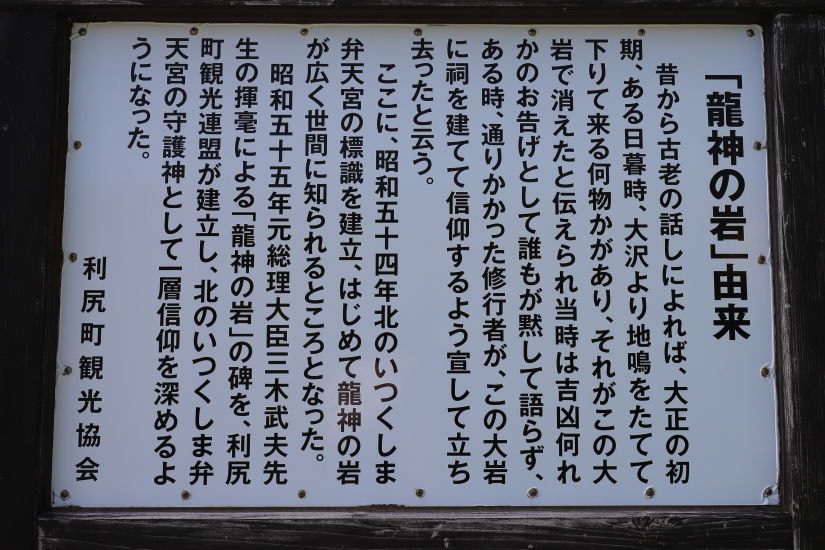 「龍神の岩」由来
昔から古老の話しによれば、大正の初
期、ある日暮時、大沢より地鳴をたてて
下りて来る何物かがあり、それがこの大
岩で消えたと伝えられ当時は吉凶何れ
かのお告げとして誰もが黙して語らず、
ある時、通りかかった修行者が、この大岩
に祠を建てて信仰するよう宣して立ち
去ったと云う。
ここに、昭和五十四年北のいつくしま
弁天宮の標識を建立、はじめて龍神の岩
が広く世間に知られるところとなった。
昭和五十五年元総理大臣三木武夫先
生の揮毫による「龍神の岩」の碑を、利尻
町観光連盟が建立し、北のいつくしま弁
天宮の守護神として一層信仰を深めるよ
うになった。
利尻町観光協会